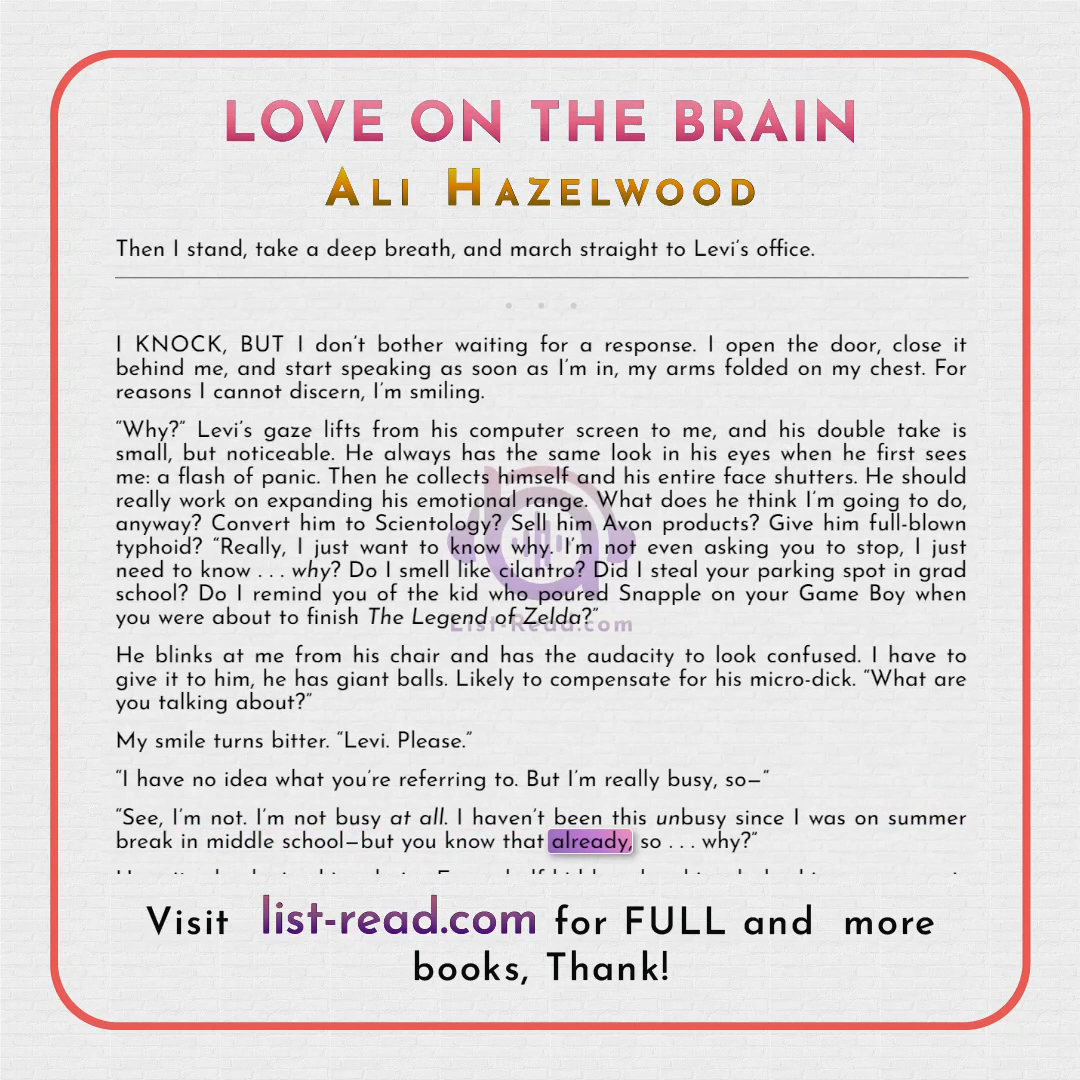 LOVE ON THE BRAIN
ALI HAZELWOOD
Then I stand, take a deep breath, and march straight to Levi's office.
• • •
I KNOCK, BUT I don't bother waiting for a response. I open the door, close it
behind me, and start speaking as soon as I'm in, my arms folded on my chest. For
reasons I cannot discern, I'm smiling.
“Why?” Levi's gaze lifts from his computer screen to me, and his double take is
small, but noticeable. He always has the same look in his eyes when he first sees
me: a flash of panic. Then he collects himself and his entire face shutters. He should
really work on expanding his emotional range. What does he think I'm going to do,
anyway? Convert him to Scientology? Sell him Avon products? Give him full-blown
typhoid? “Really, I just want to know why. I'm not even asking you to stop, I just
need to know . . . why? Do I smell like cilantro? Did I steal your parking spot in grad
school? Do I remind you of the kid who poured Snapple on your Game Boy when
you were about to finish The Legend of Zelda?”
List-Read.com
He blinks at me from his chair and has the audacity to look confused. I have to
give it to him, he has giant balls. Likely to compensate for his micro-dick. “What are
you talking about?”
My smile turns bitter. “Levi. Please.”
“I have no idea what you're referring to. But I'm really busy, so—”
“See, I'm not. I'm not busy at all. I haven't been this unbusy since I was on summer
break in middle school—but you know that already, so . . . why?”
Visit list-read.com for FULL and more
books, Thank!